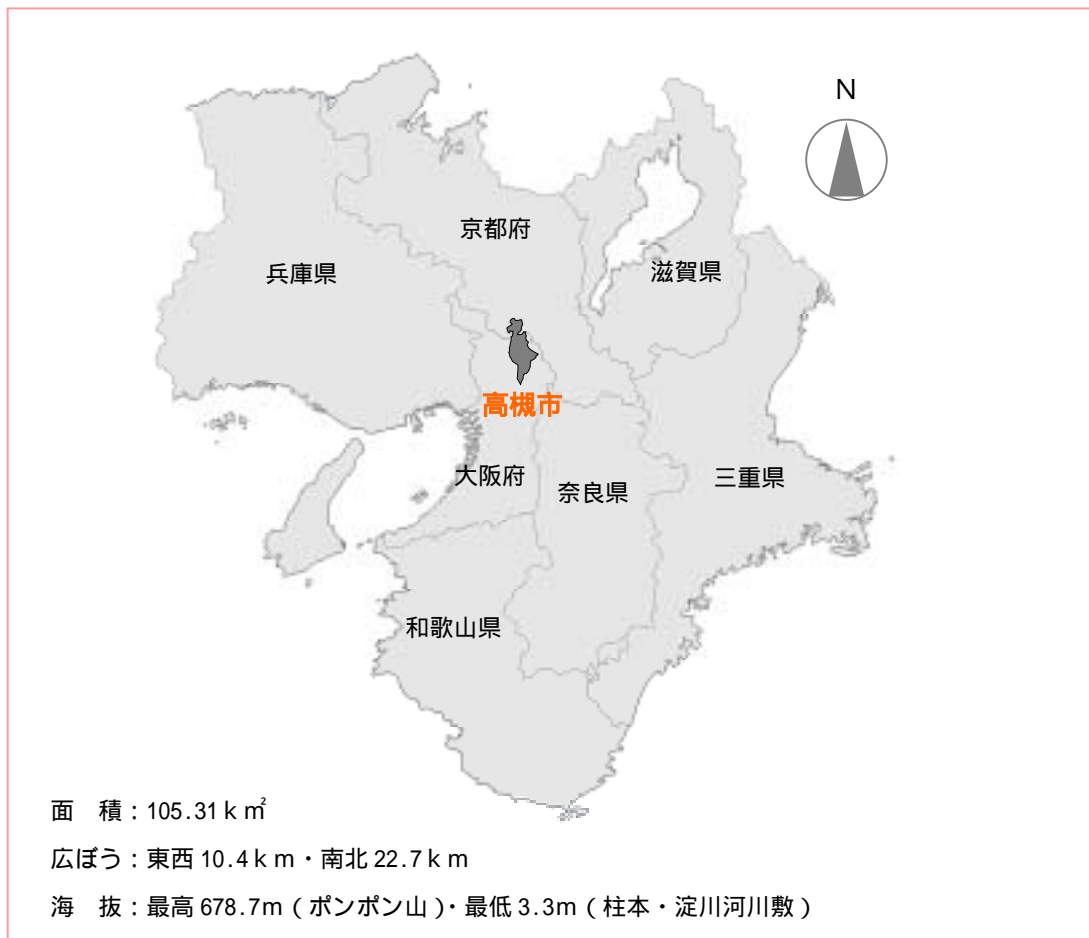 N
京都府
兵庫県
滋賀県
高槻市
大阪府
奈良県
三重県
和歌山県
面　積：105.31ｋ㎡
広ぼう：東西 10.4ｋｍ・南北 22.7ｋｍ
海　抜：最高 678.7m（ポンポン山）・最低 3.3m（柱本・淀川河川敷）